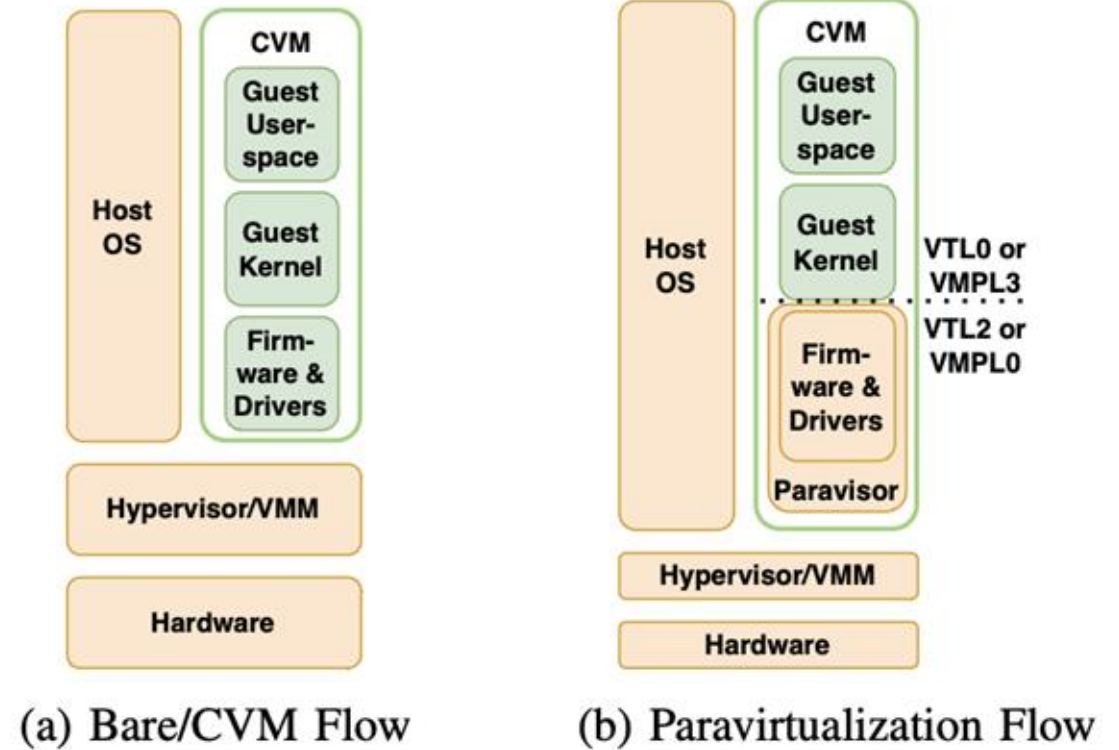 CVM
Guest
User-
space
Host
OS
Guest
Kernel
Firm-
ware &
Drivers
Hypervisor/VMM
Hardware
(a) Bare/CVM Flow
CVM
Guest
User-
space
Host
OS
Guest
Kernel
VTL0 or
VMPL3
VTL2 or
VMPL0
Firm-
ware &
Drivers
Paravisor
Hypervisor/VMM
Hardware
(b) Paravirtualization Flow